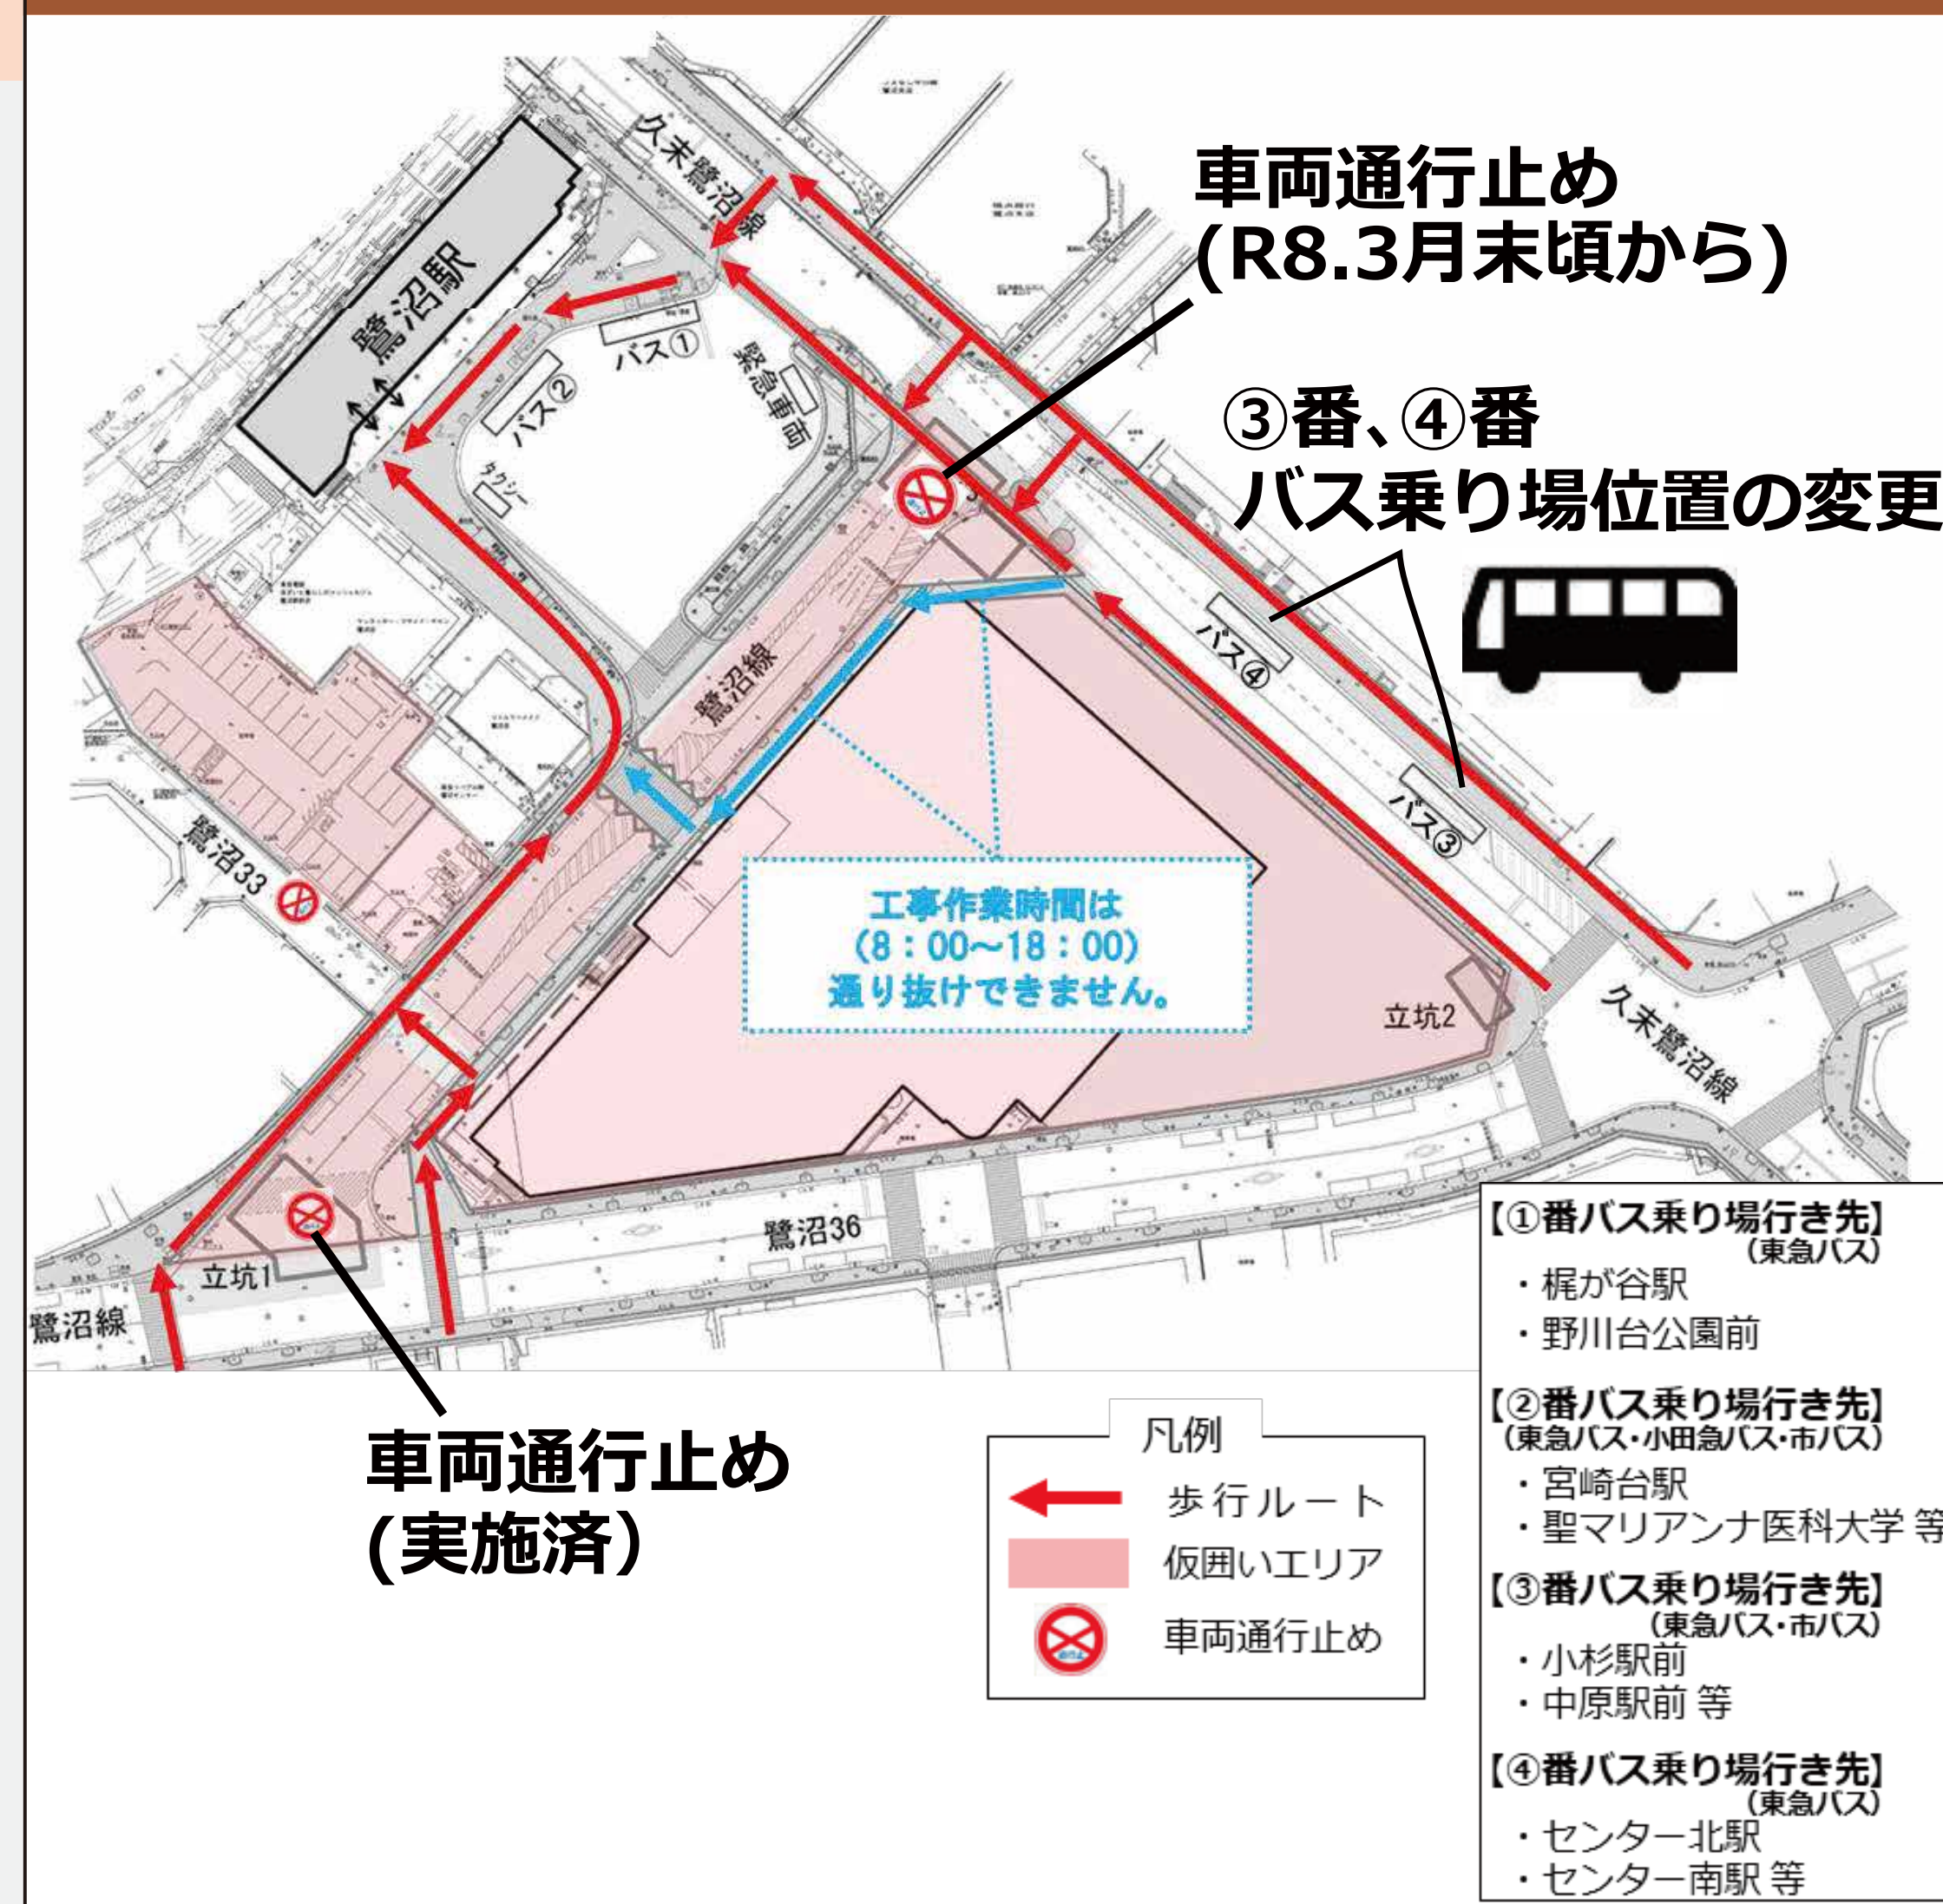 車両通行止め
(R8.3月末頃から)
③番、④番
バス乗り場位置の変更
久末鷺沼線
鷺沼駅
バス①
バス②
緊急車両
タクシー
鷺沼線
バス④
バス③
鷺沼33
工事作業時間は
(8：00～18：00)
通り抜けできません。
立坑2
久末鷺沼線
鷺沼36
立坑1
鷺沼線
車両通行止め
(実施済)
凡例
歩行ルート
仮囲いエリア
車両通行止め
【①番バス乗り場行き先】
(東急バス)
・梶が谷駅
・野川台公園前
【②番バス乗り場行き先】
(東急バス・小田急バス・市バス)
・宮崎台駅
・聖マリアンナ医科大学 等
【③番バス乗り場行き先】
(東急バス・市バス)
・小杉駅前
・中原駅前 等
【④番バス乗り場行き先】
(東急バス)
・センター北駅
・センター南駅 等